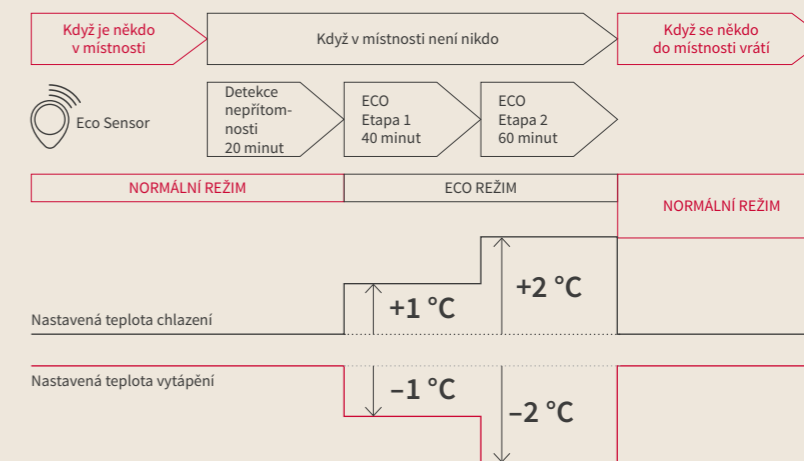 Když je někdo
v místnosti
Když v místnosti není nikdo
Když se někdo
do místnosti vrátí
Eco Sensor
Detekce
nepřítom-
nosti
20 minut
ECO
Etapa 1
40 minut
ECO
Etapa 2
60 minut
NORMÁLNÍ REŽIM
ECO REŽIM
NORMÁLNÍ REŽIM
+1 °C
+2 °C
Nastavená teplota chlazení
Nastavená teplota vytápění
–1 °C
–2 °C